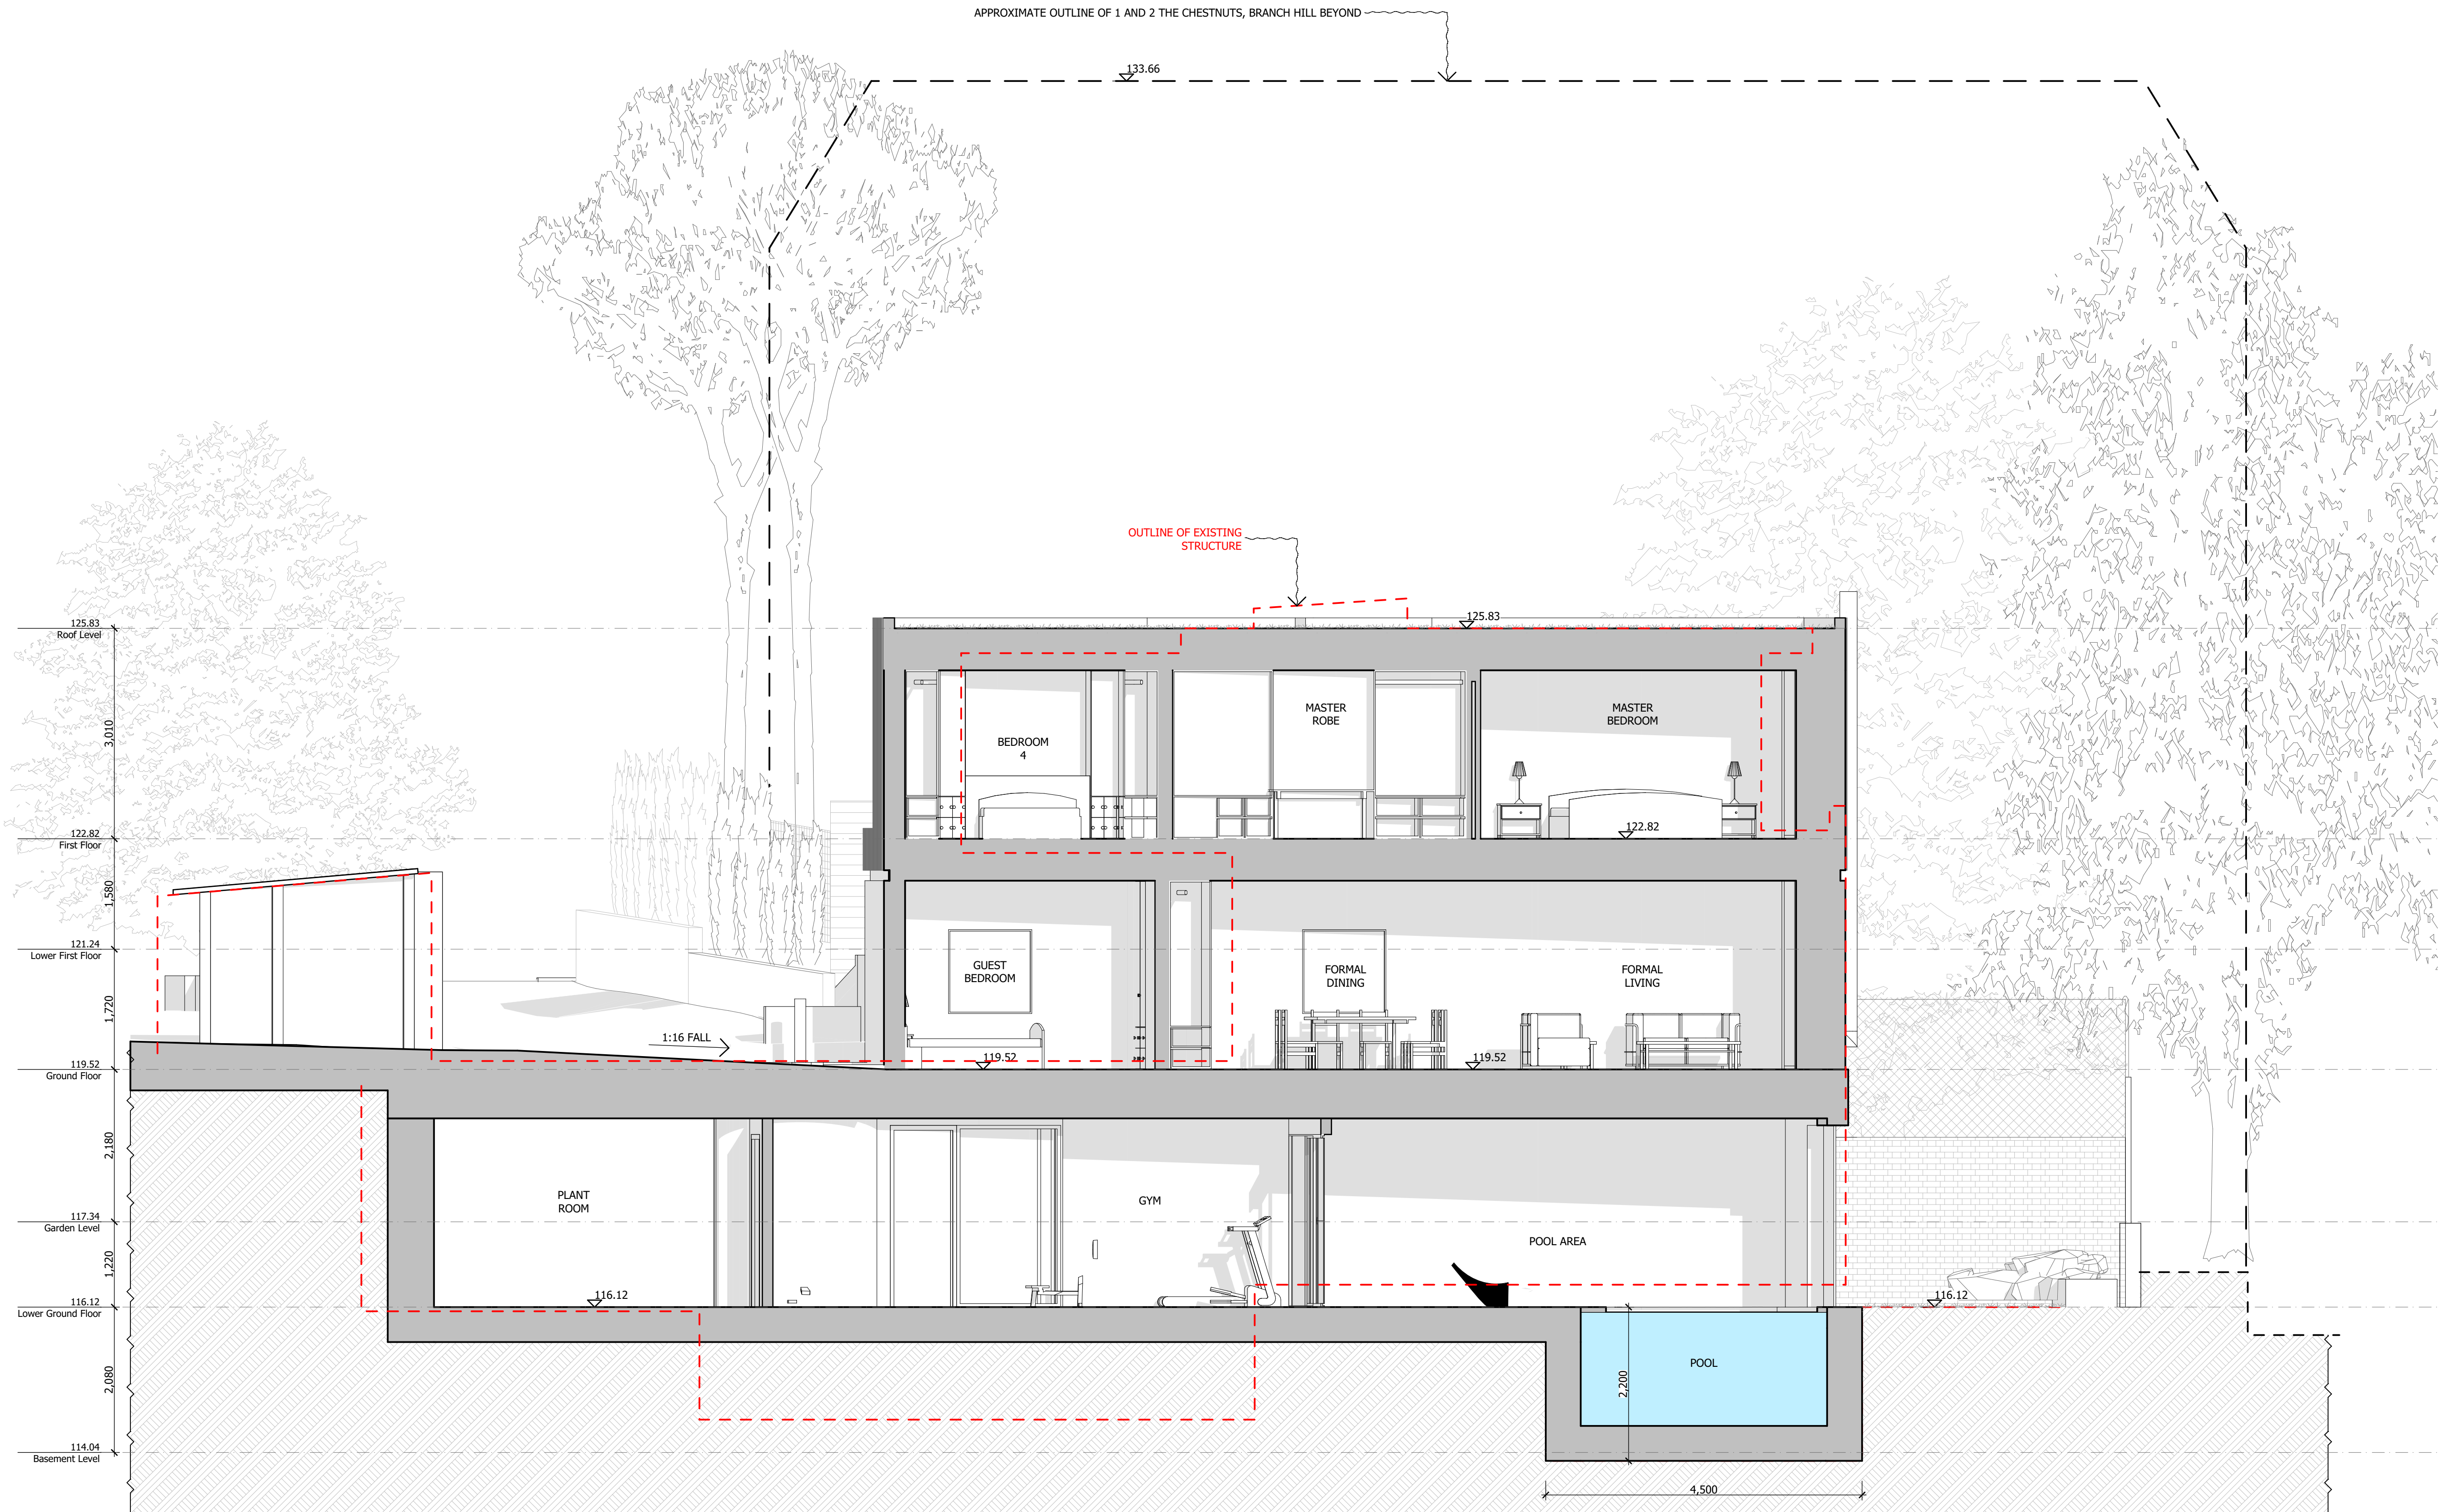 APPROXIMATE OUTLINE OF 1 AND 2 THE CHESTNUTS, BRANCH HILL BEYOND
133.66
OUTLINE OF EXISTING
STRUCTURE
125.83
Roof Level
125.83
3,010
MASTER
ROBE
MASTER
BEDROOM
BEDROOM
4
122.82
First Floor
122.82
1,580
121.24
Lower First Floor
GUEST
BEDROOM
FORMAL
DINING
FORMAL
LIVING
1,720
1:16 FALL
119.52
Ground Floor
119.52
119.52
2,180
PLANT
ROOM
GYM
117.34
Garden Level
POOL AREA
1,220
116.12
Lower Ground Floor
116.12
116.12
2,080
POOL
2,200
114.04
Basement Level
4,500